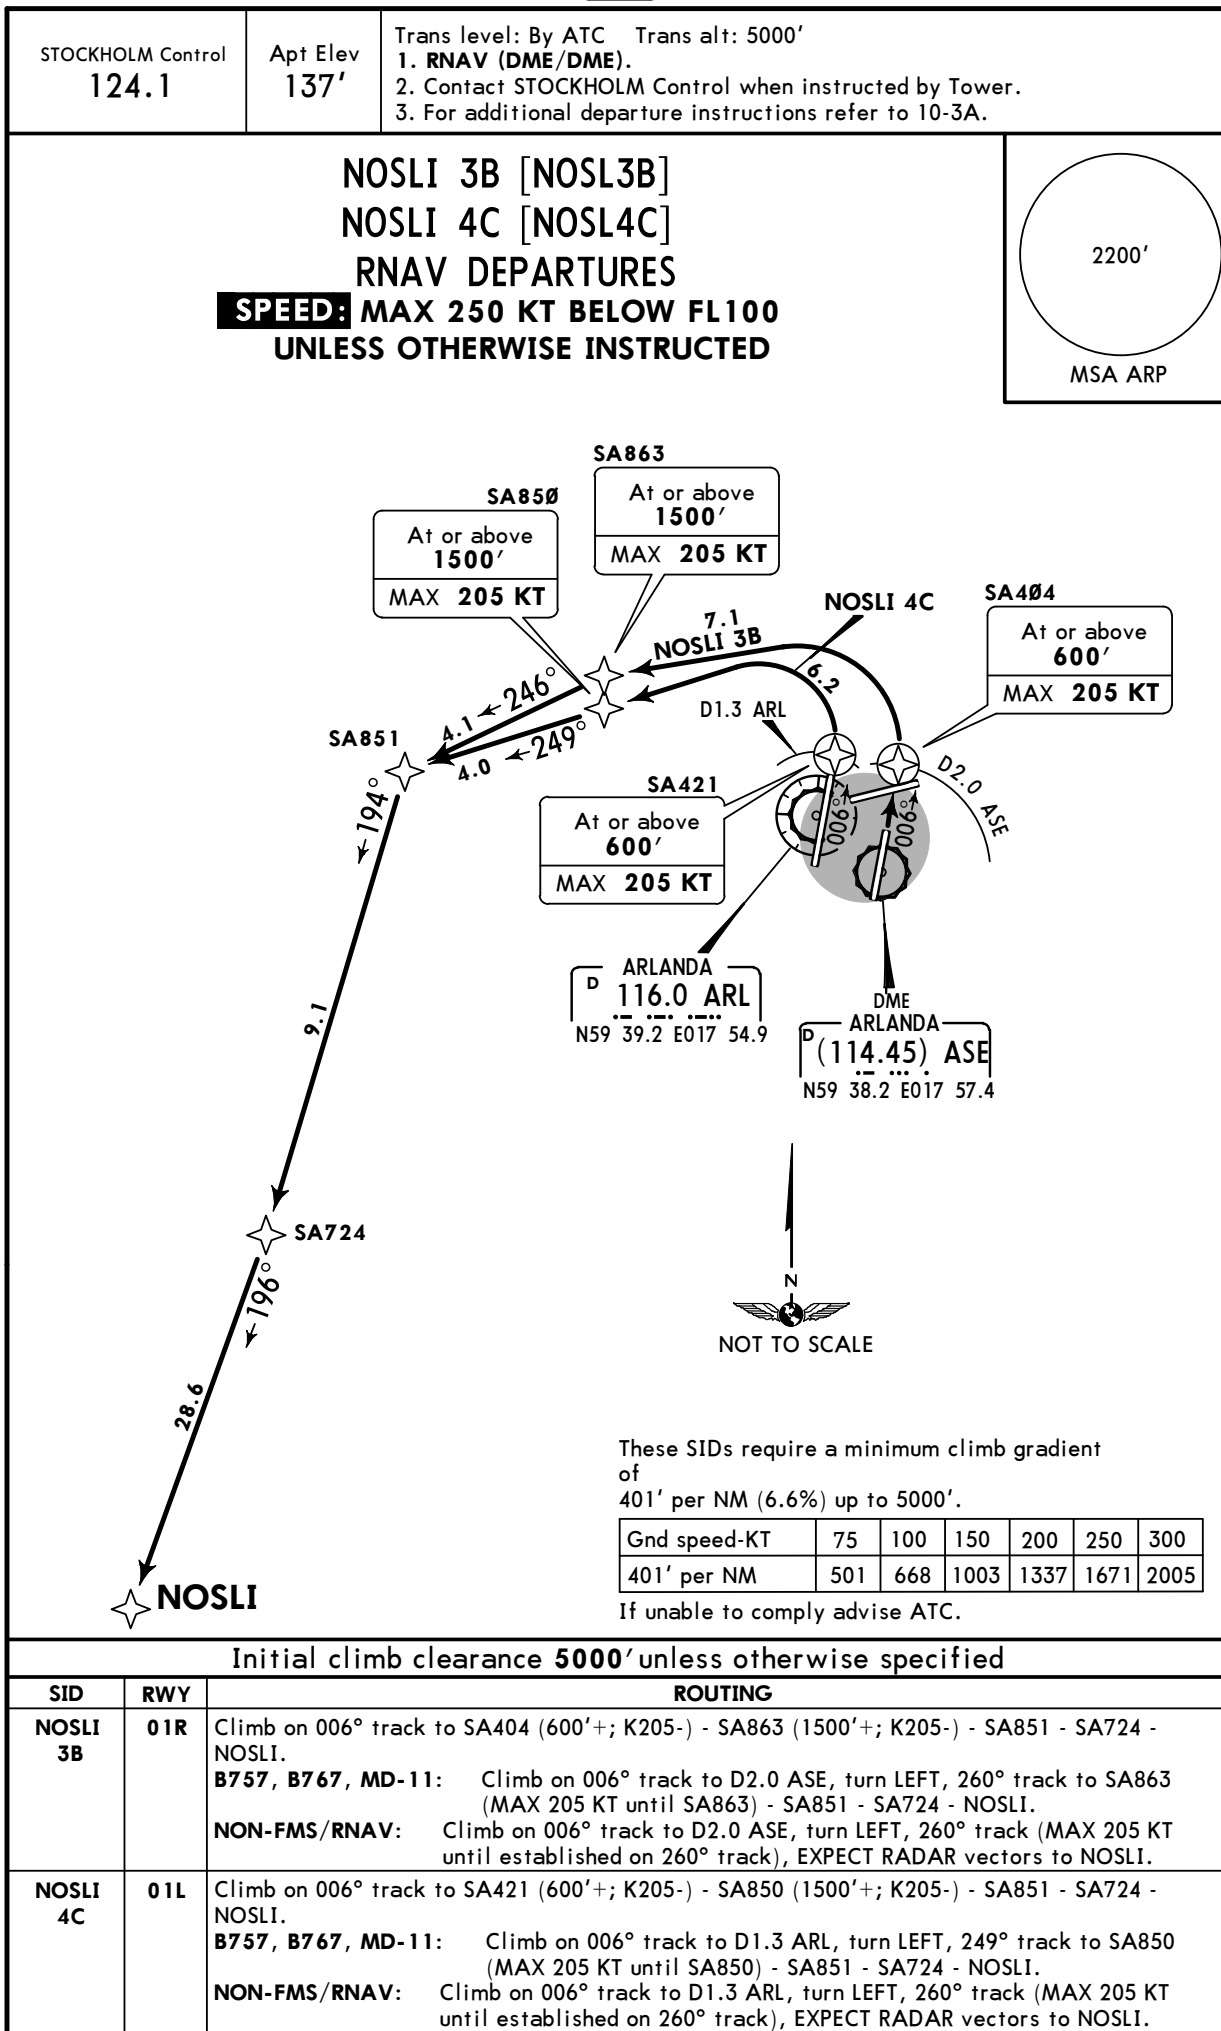 STOCKHOLM Control
124.1
Apt Elev
137'
Trans level: By ATC Trans alt: 5000'
1. RNAV (DME/DME).
2. Contact STOCKHOLM Control when instructed by Tower.
3. For additional departure instructions refer to 10-3A.
NOSLI 3B [NOSL3B]
NOSLI 4C [NOSL4C]
RNAV DEPARTURES
SPEED: MAX 250 KT BELOW FL100
UNLESS OTHERWISE INSTRUCTED
2200'
MSA ARP
SA863
At or above
1500'
MAX 205 KT
SA85Ø
At or above
1500'
MAX 205 KT
SA4Ø4
At or above
600'
MAX 205 KT
NOSLI 4C
7.1
NOSLI 3B
6.2
D1.3 ARL
D2.0 ASE
4.1
246°
4.0
249°
SA851
194°
SA421
At or above
600'
MAX 205 KT
006°
006°
ARLANDA
D 116.0 ARL
N59 39.2 E017 54.9
DME
ARLANDA
D (114.45) ASE
N59 38.2 E017 57.4
9.1
SA724
196°
28.6
NOSLI
N
NOT TO SCALE
These SIDs require a minimum climb gradient
of
401' per NM (6.6%) up to 5000'.
Gnd speed-KT 75 100 150 200 250 300
401' per NM 501 668 1003 1337 1671 2005
If unable to comply advise ATC.
Initial climb clearance 5000' unless otherwise specified
SID RWY ROUTING
NOSLI 3B
01R
Climb on 006° track to SA404 (600'+; K205-) - SA863 (1500'+; K205-) - SA851 - SA724 -
NOSLI.
B757, B767, MD-11: Climb on 006° track to D2.0 ASE, turn LEFT, 260° track to SA863
(MAX 205 KT until SA863) - SA851 - SA724 - NOSLI.
NON-FMS/RNAV: Climb on 006° track to D2.0 ASE, turn LEFT, 260° track (MAX 205 KT
until established on 260° track), EXPECT RADAR vectors to NOSLI.
NOSLI 4C
01L
Climb on 006° track to SA421 (600'+; K205-) - SA850 (1500'+; K205-) - SA851 - SA724 -
NOSLI.
B757, B767, MD-11: Climb on 006° track to D1.3 ARL, turn LEFT, 249° track to SA850
(MAX 205 KT until SA850) - SA851 - SA724 - NOSLI.
NON-FMS/RNAV: Climb on 006° track to D1.3 ARL, turn LEFT, 260° track (MAX 205 KT
until established on 260° track), EXPECT RADAR vectors to NOSLI.